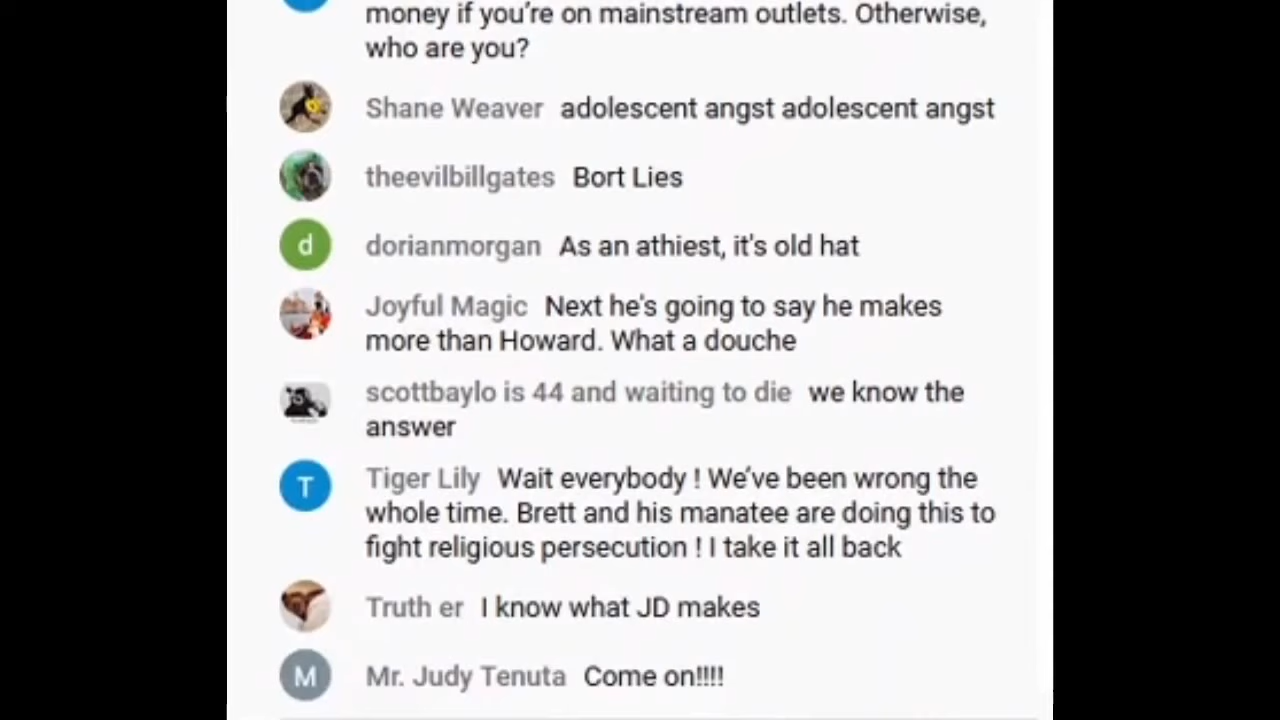 money if you're on mainstream outlets. Otherwise,
who are you?
Shane Weaver adolescent angst adolescent angst
theevilbillgates Bort Lies
d dorianmorgan As an athiest, it's old hat
Joyful Magic Next he's going to say he makes
more than Howard. What a douche
scottbaylo is 44 and waiting to die we know the
answer
T Tiger Lily Wait everybody ! We've been wrong the
whole time. Brett and his manatee are doing this to
fight religious persecution ! I take it all back
Truth er I know what JD makes
M Mr. Judy Tenuta Come on!!!!